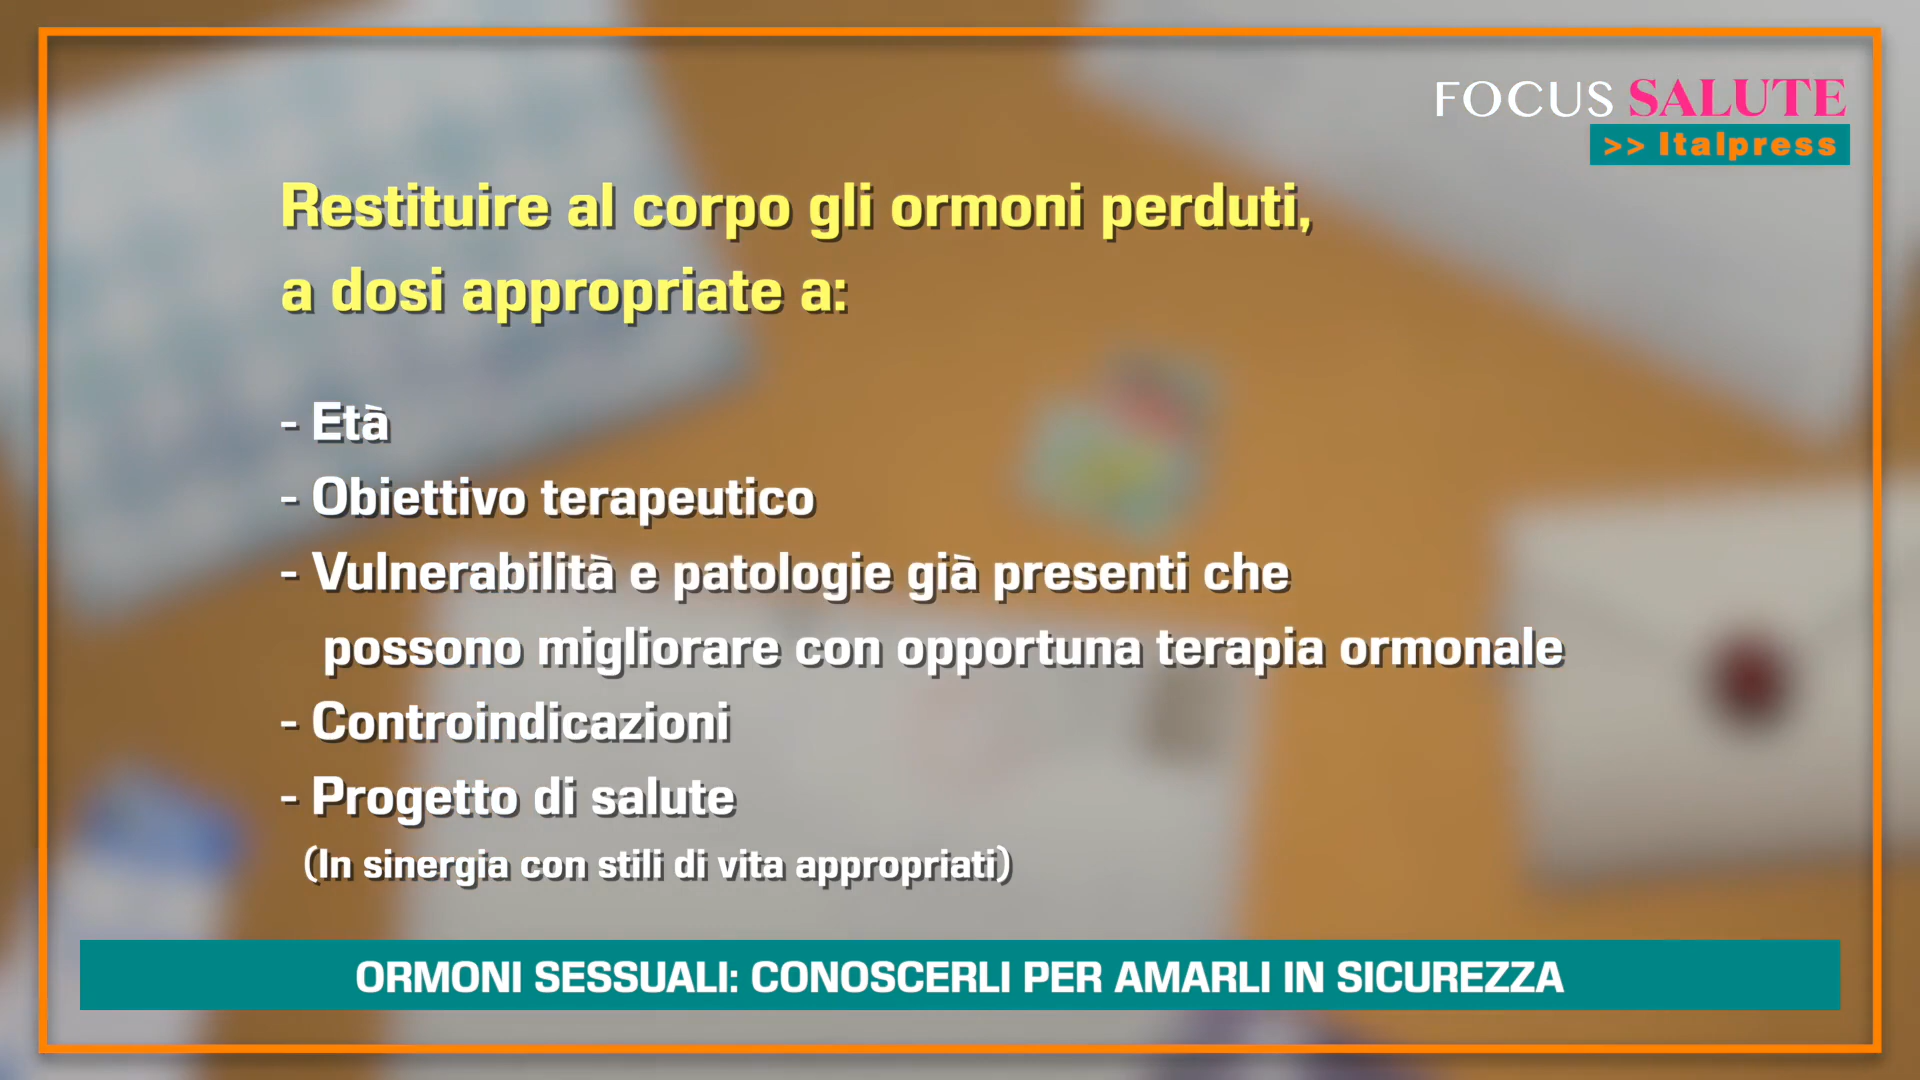 FOCUS SALUTE
>> Italpress
Restituire al corpo gli ormoni perduti,
a dosi appropriate a:
- Età
- Obiettivo terapeutico
- Vulnerabilità e patologie già presenti che
possono migliorare con opportuna terapia ormonale
- Controindicazioni
- Progetto di salute
(In sinergia con stili di vita appropriati)
ORMONI SESSUALI: CONOSCERLI PER AMARLI IN SICUREZZA